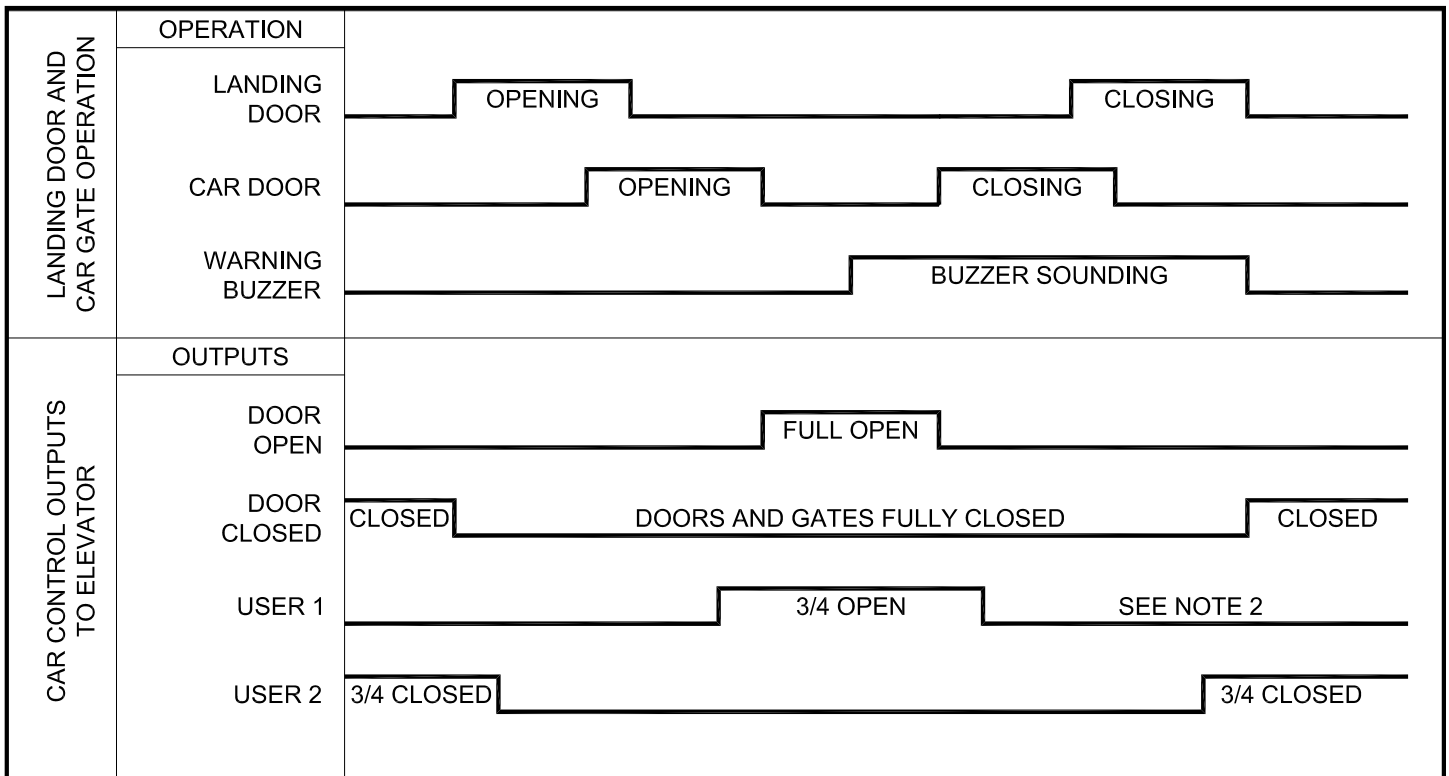 LANDING DOOR AND
CAR GATE OPERATION
OPERATION
LANDING
DOOR
OPENING
CLOSING
CAR DOOR
OPENING
CLOSING
WARNING
BUZZER
BUZZER SOUNDING
CAR CONTROL OUTPUTS
TO ELEVATOR
OUTPUTS
DOOR
OPEN
FULL OPEN
DOOR
CLOSED
CLOSED
DOORS AND GATES FULLY CLOSED
CLOSED
USER 1
3/4 OPEN
SEE NOTE 2
USER 2
3/4 CLOSED
3/4 CLOSED